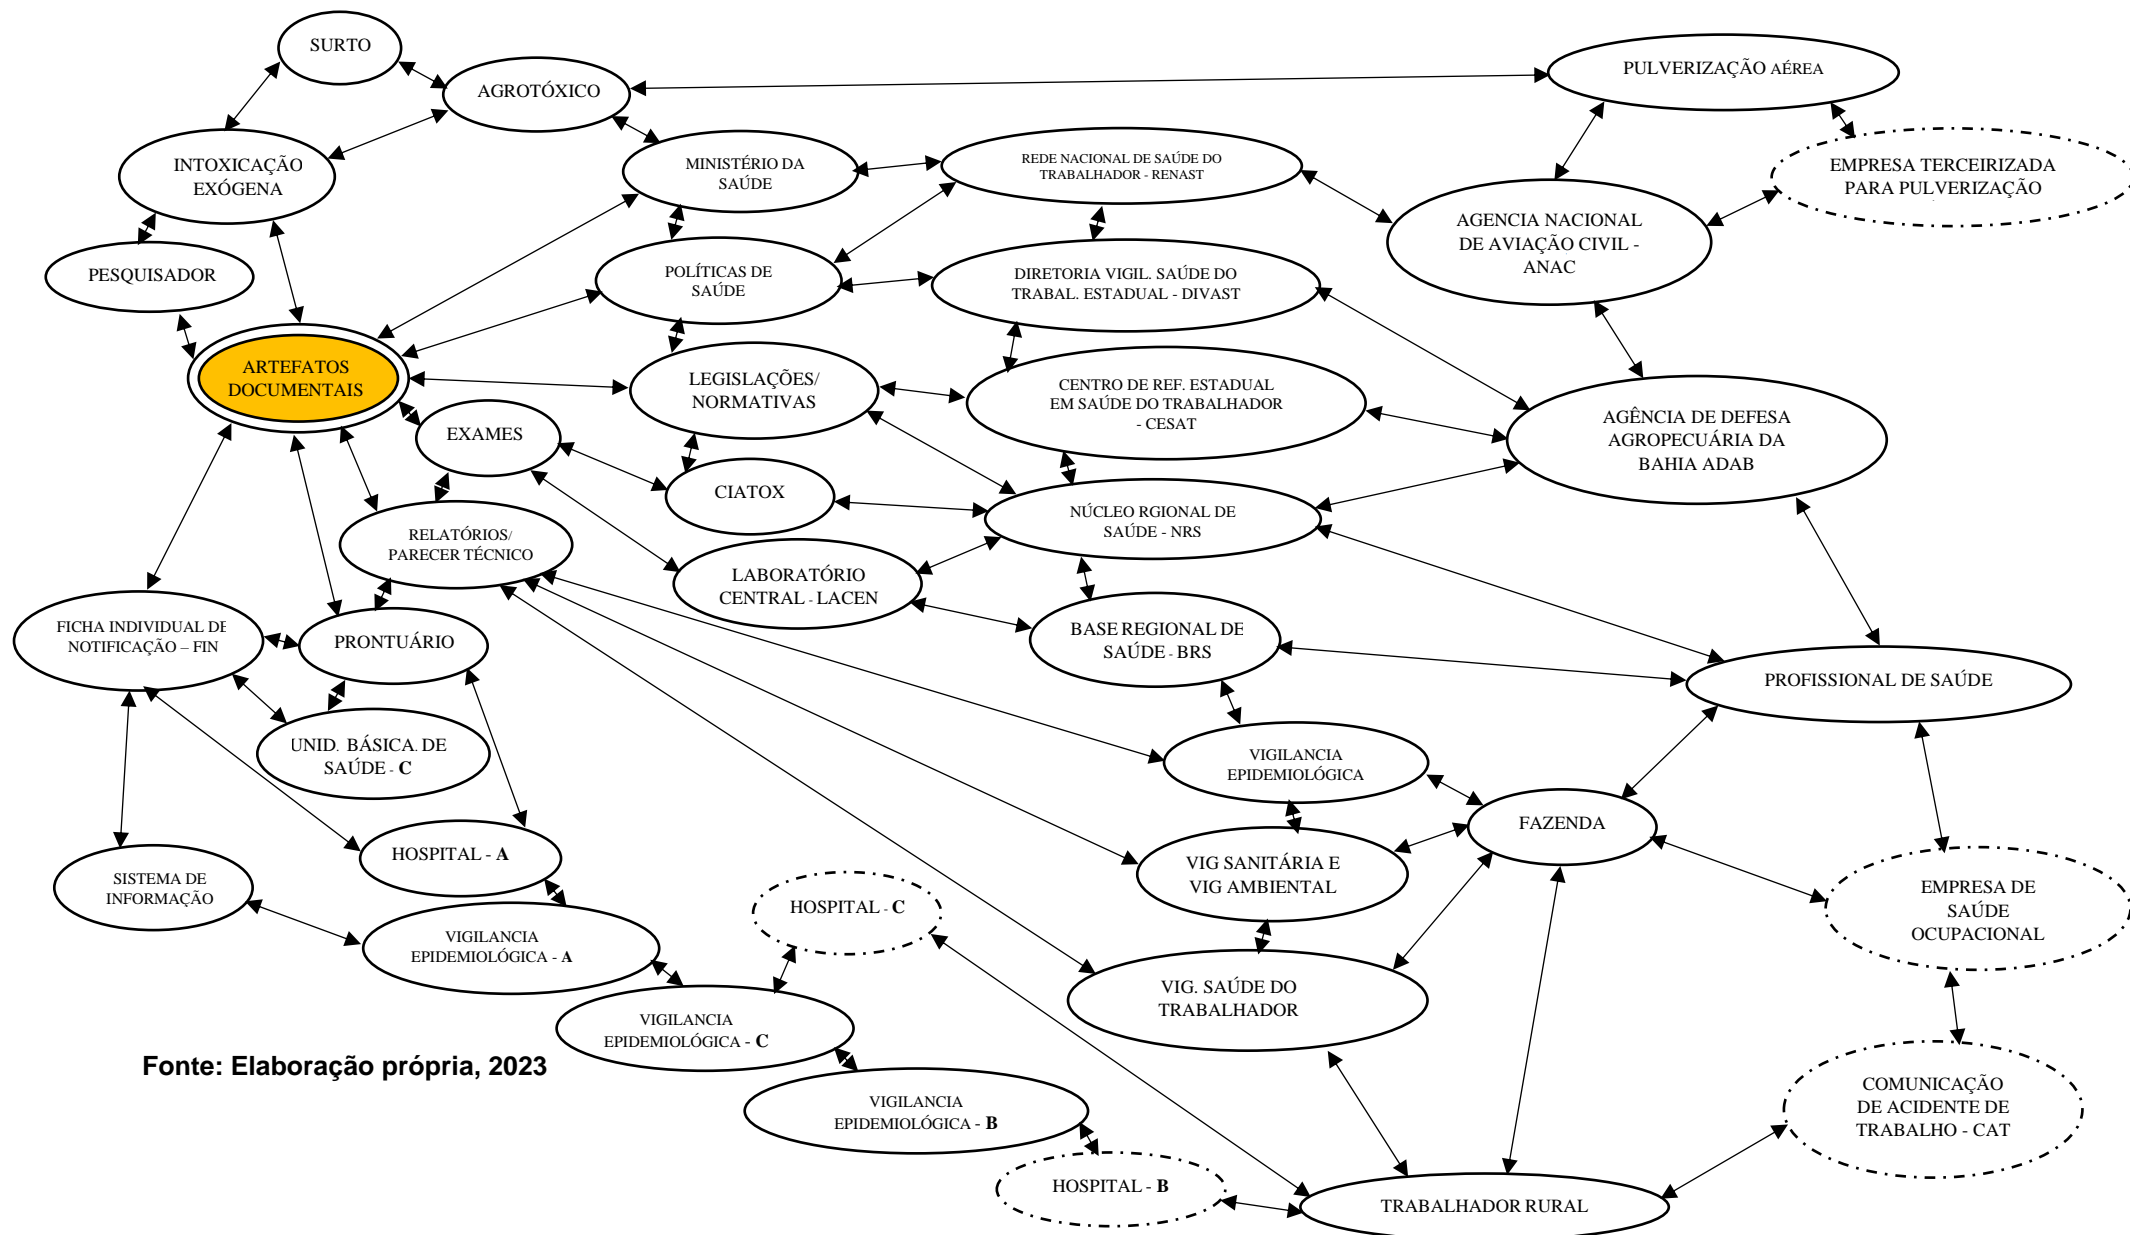 SURTO
AGROTÓXICO
PULVERIZAÇÃO AÉREA
INTOXICAÇÃO
EXÓGENA
MINISTÉRIO DA
SAÚDE
REDE NACIONAL DE SAÚDE DO
TRABALHADOR - RENAST
EMPRESA TERCEIRIZADA
PARA PULVERIZAÇÃO
AGENCIA NACIONAL
DE AVIAÇÃO CIVIL -
ANAC
PESQUISADOR
POLÍTICAS DE
SAÚDE
DIRETORIA VIGIL. SAÚDE DO
TRABAL. ESTADUAL - DIVAST
ARTEFATOS
DOCUMENTAIS
LEGISLAÇÕES/
NORMATIVAS
CENTRO DE REF. ESTADUAL
EM SAÚDE DO TRABALHADOR
- CESAT
AGÊNCIA DE DEFESA
AGROPECUÁRIA DA
BAHIA ADAB
EXAMES
CIATOX
NÚCLEO RGIONAL DE
SAÚDE - NRS
RELATÓRIOS/
PARECER TÉCNICO
LABORATÓRIO
CENTRAL - LACEN
FICHA INDIVIDUAL DE
NOTIFICAÇÃO – FIN
PRONTUÁRIO
BASE REGIONAL DE
SAÚDE - BRS
PROFISSIONAL DE SAÚDE
UNID. BÁSICA. DE
SAÚDE - C
VIGILANCIA
EPIDEMIOLÓGICA
FAZENDA
HOSPITAL - A
VIG SANITÁRIA E
VIG AMBIENTAL
SISTEMA DE
INFORMAÇÃO
HOSPITAL - C
EMPRESA DE
SAÚDE
OCUPACIONAL
VIGILANCIA
EPIDEMIOLÓGICA - A
VIG. SAÚDE DO
TRABALHADOR
VIGILANCIA
EPIDEMIOLÓGICA - C
Fonte: Elaboração própria, 2023
VIGILANCIA
EPIDEMIOLÓGICA - B
COMUNICAÇÃO
DE ACIDENTE DE
TRABALHO - CAT
HOSPITAL - B
TRABALHADOR RURAL